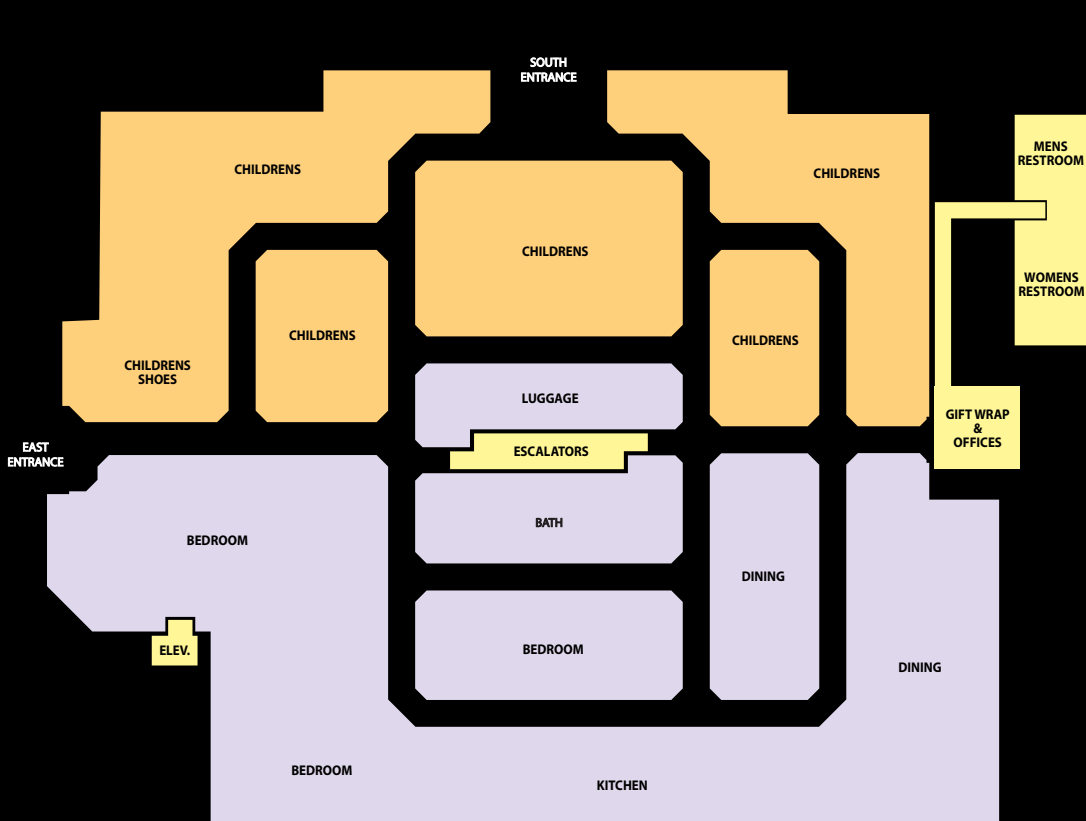 SOUTH
ENTRANCE
MENS
RESTROOM
CHILDRENS
CHILDRENS
CHILDRENS
WOMENS
RESTROOM
CHILDRENS
CHILDRENS
CHILDRENS
SHOES
LUGGAGE
GIFT WRAP
&
OFFICES
EAST
ENTRANCE
ESCALATORS
BATH
BEDROOM
DINING
ELEV.
BEDROOM
DINING
BEDROOM
KITCHEN